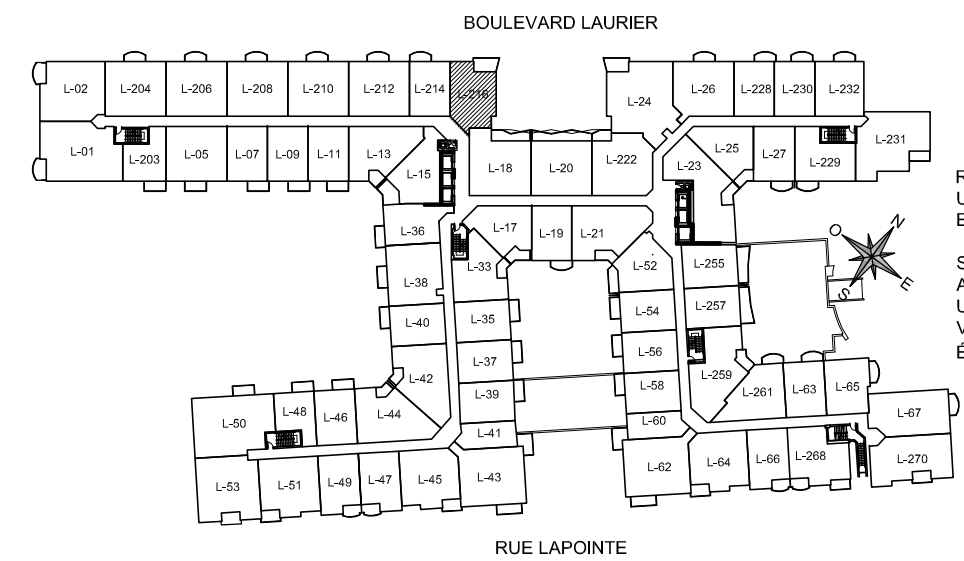 BOULEVARD LAURIER
L-02 L-204 L-206 L-208 L-210 L-212 L-214 L-216 L-24 L-26 L-228 L-230 L-232
L-01 L-203 L-05 L-07 L-09 L-11 L-13 L-15 L-18 L-20 L-222 L-23 L-25 L-27 L-229 L-231
R
U
E
L-36 L-33 L-17 L-19 L-21 L-52 L-255
O N
S E
S
A
U
V
É
L-38 L-40 L-42 L-35 L-37 L-39 L-41 L-54 L-56 L-58 L-60 L-257 L-259
L-50 L-48 L-46 L-44 L-261 L-63 L-65 L-67
L-53 L-51 L-49 L-47 L-45 L-43 L-62 L-64 L-66 L-268 L-270
RUE LAPOINTE